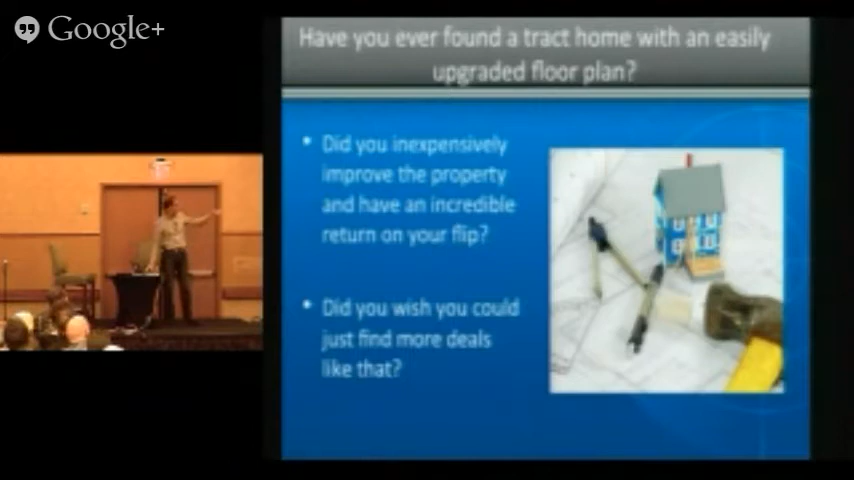 Google+
Have you ever found a tract home with an easily
upgraded floor plan?
• Did you inexpensively
improve the property
and have an incredible
return on your flip?
• Did you wish you could
just find more deals
like that?